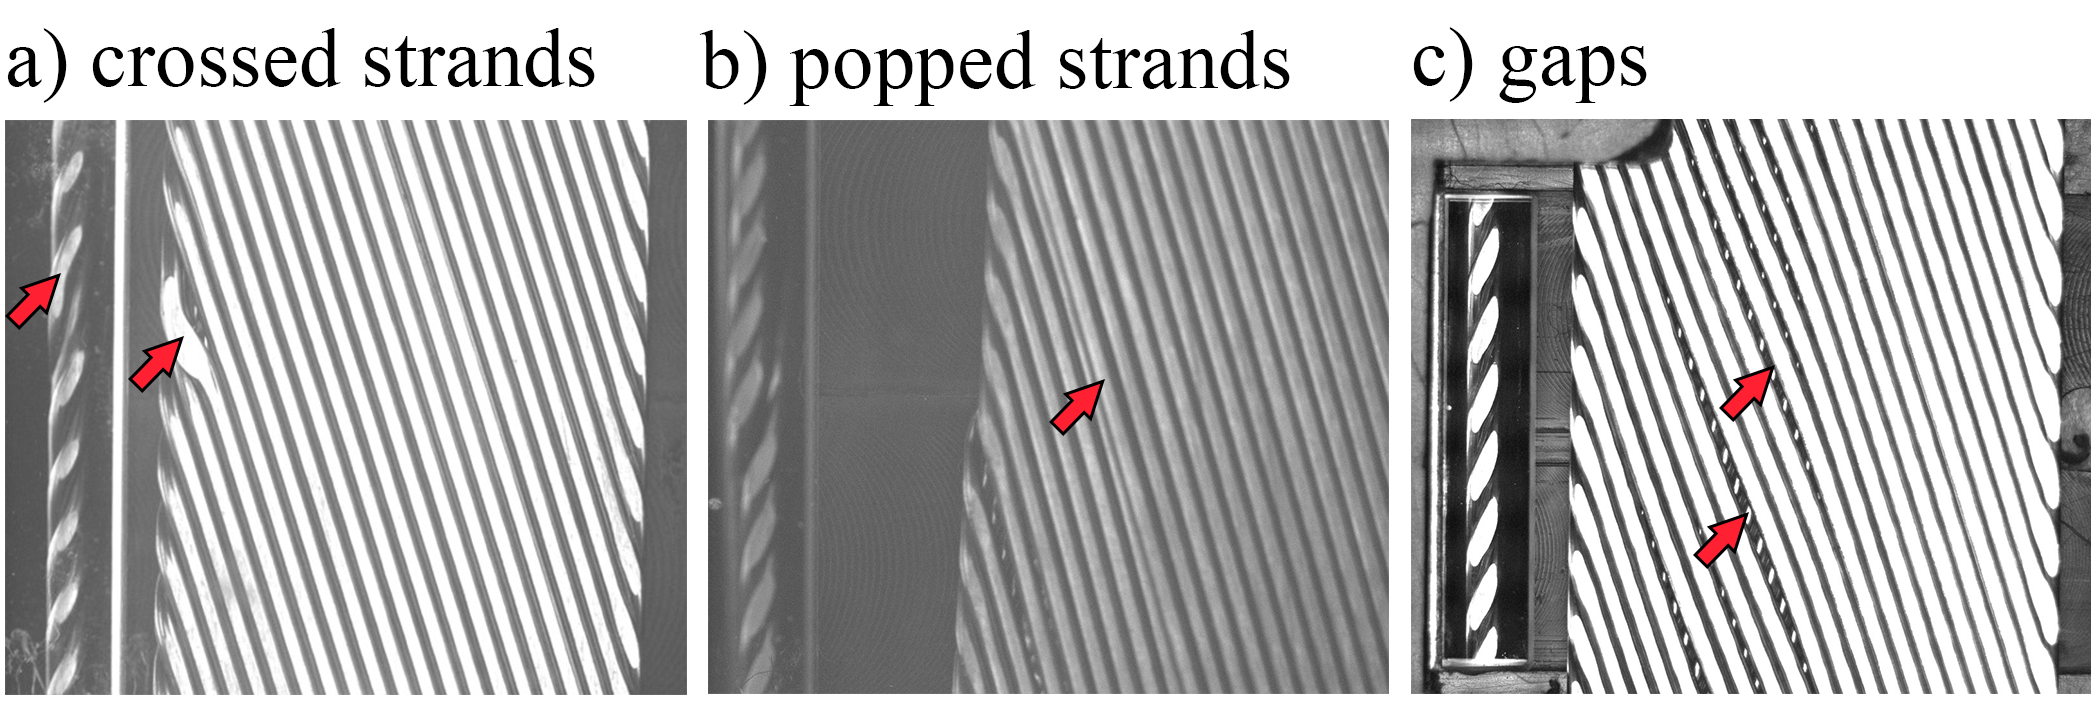 a) crossed strands
b) popped strands
c) gaps